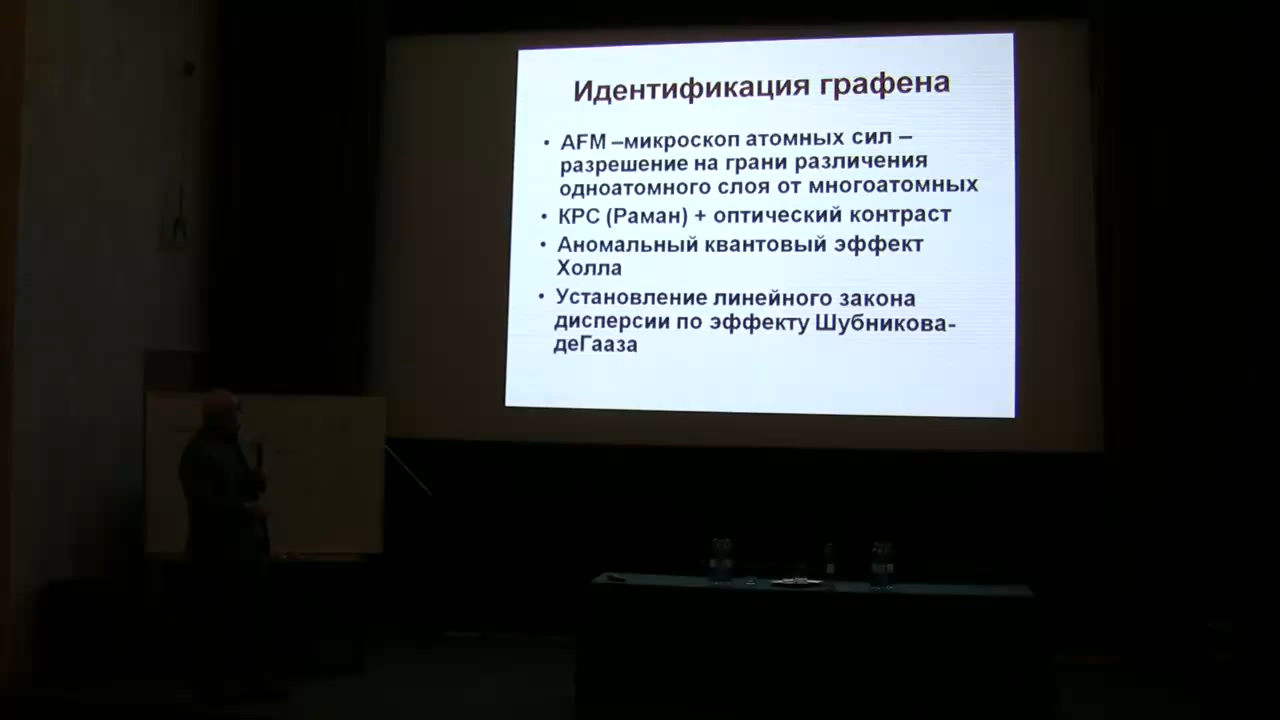 Идентификация графена
• AFM –микроскоп атомных сил –
разрешение на грани различения
одноатомного слоя от многоатомных
• КРС (Раман) + оптический контраст
• Аномальный квантовый эффект
Холла
• Установление линейного закона
дисперсии по эффекту Шубникова-
деГааза